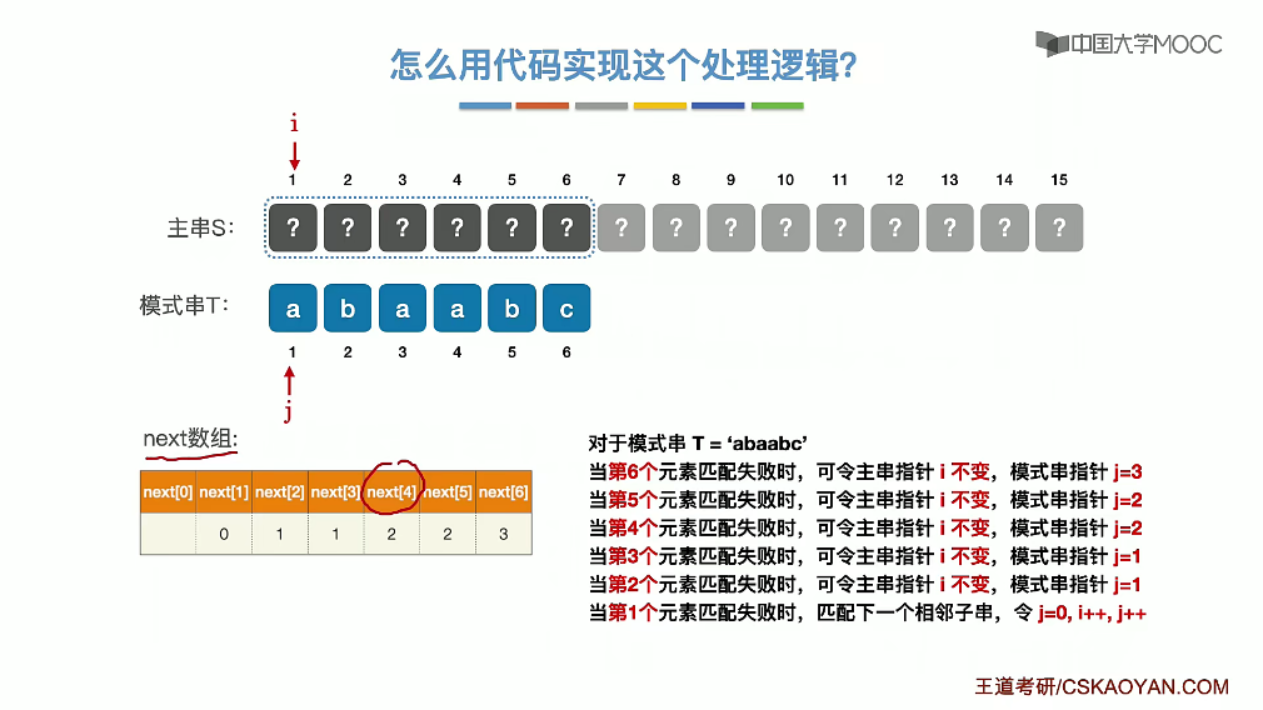 怎么用代码实现这个处理逻辑?
中国大学MOOC
i
1 2 3 4 5 6 7 8 9 10 11 12 13 14 15
主串S: ? ? ? ? ? ? ? ? ? ? ? ? ? ? ?
模式串T: a b a a b c
1 2 3 4 5 6
j
next数组:
next[0] next[1] next[2] next[3] next[4] next[5] next[6]
0 1 1 2 2 3
对于模式串 T = ‘abaabc’
当第6个元素匹配失败时，可令主串指针 i 不变，模式串指针 j=3
当第5个元素匹配失败时，可令主串指针 i 不变，模式串指针 j=2
当第4个元素匹配失败时，可令主串指针 i 不变，模式串指针 j=2
当第3个元素匹配失败时，可令主串指针 i 不变，模式串指针 j=1
当第2个元素匹配失败时，可令主串指针 i 不变，模式串指针 j=1
当第1个元素匹配失败时，匹配下一个相邻子串，令 j=0, i++, j++
王道考研/CSKAOYAN.COM